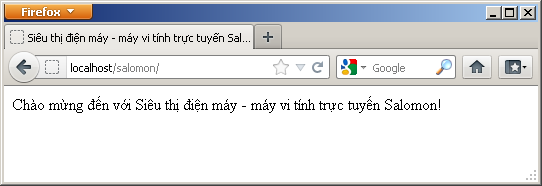 Firefox
Siêu thị điện máy - máy vi tính trực tuyến Sal...
localhost/salomon/
Google
Chào mừng đến với Siêu thị điện máy - máy vi tính trực tuyến Salomon!